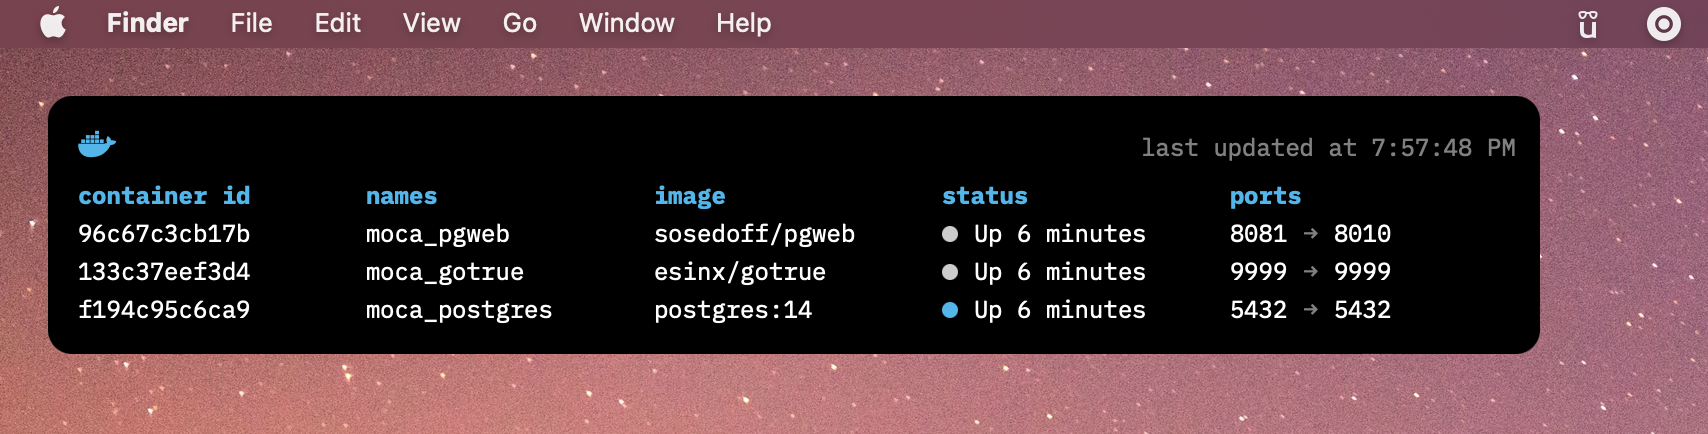 Finder File Edit View Go Window Help
last updated at 7:57:48 PM
container id names image status ports
96c67c3cb17b moca_pgweb sosedoff/pgweb Up 6 minutes 8081 → 8010
133c37eef3d4 moca_gotrue esinx/gotrue Up 6 minutes 9999 → 9999
f194c95c6ca9 moca_postgres postgres:14 Up 6 minutes 5432 → 5432